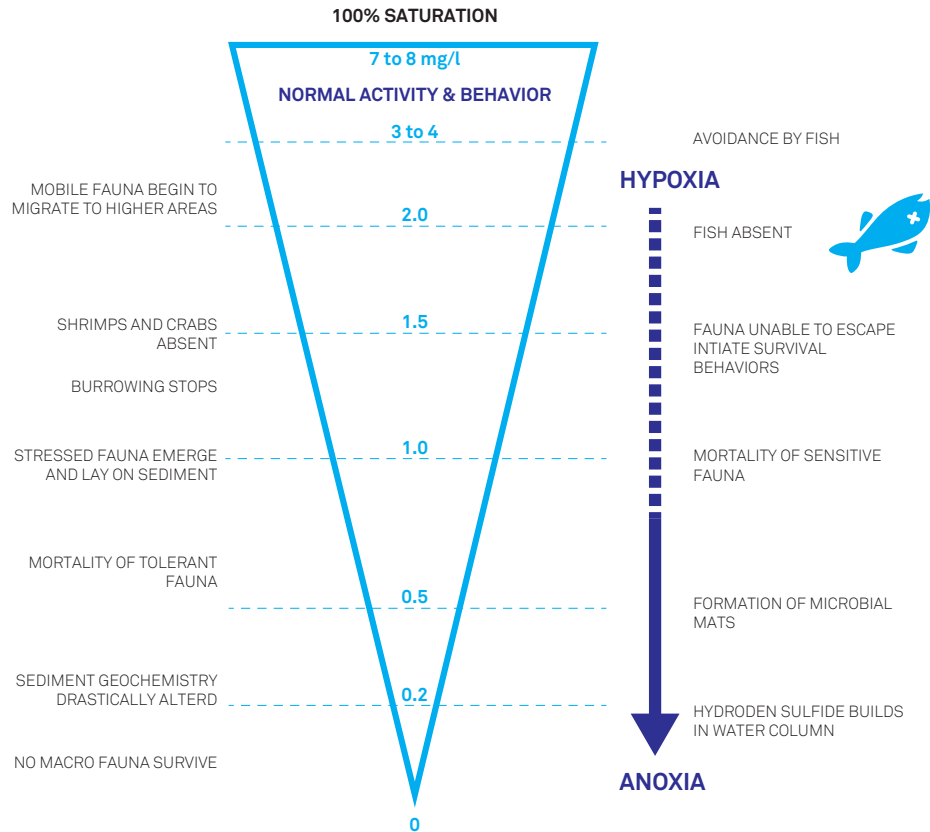 100% SATURATION
7 to 8 mg/l
NORMAL ACTIVITY & BEHAVIOR
3 to 4
AVOIDANCE BY FISH
HYPOXIA
MOBILE FAUNA BEGIN TO
MIGRATE TO HIGHER AREAS
2.0
FISH ABSENT
SHRIMPS AND CRABS
ABSENT
1.5
FAUNA UNABLE TO ESCAPE
INTIATE SURVIVAL
BEHAVIORS
BURROWING STOPS
STRESSED FAUNA EMERGE
AND LAY ON SEDIMENT
1.0
MORTALITY OF SENSITIVE
FAUNA
MORTALITY OF TOLERANT
FAUNA
0.5
FORMATION OF MICROBIAL
MATS
SEDIMENT GEOCHEMISTRY
DRASTICALLY ALTERD
0.2
HYDRODEN SULFIDE BUILDS
IN WATER COLUMN
NO MACRO FAUNA SURVIVE
ANOXIA
0